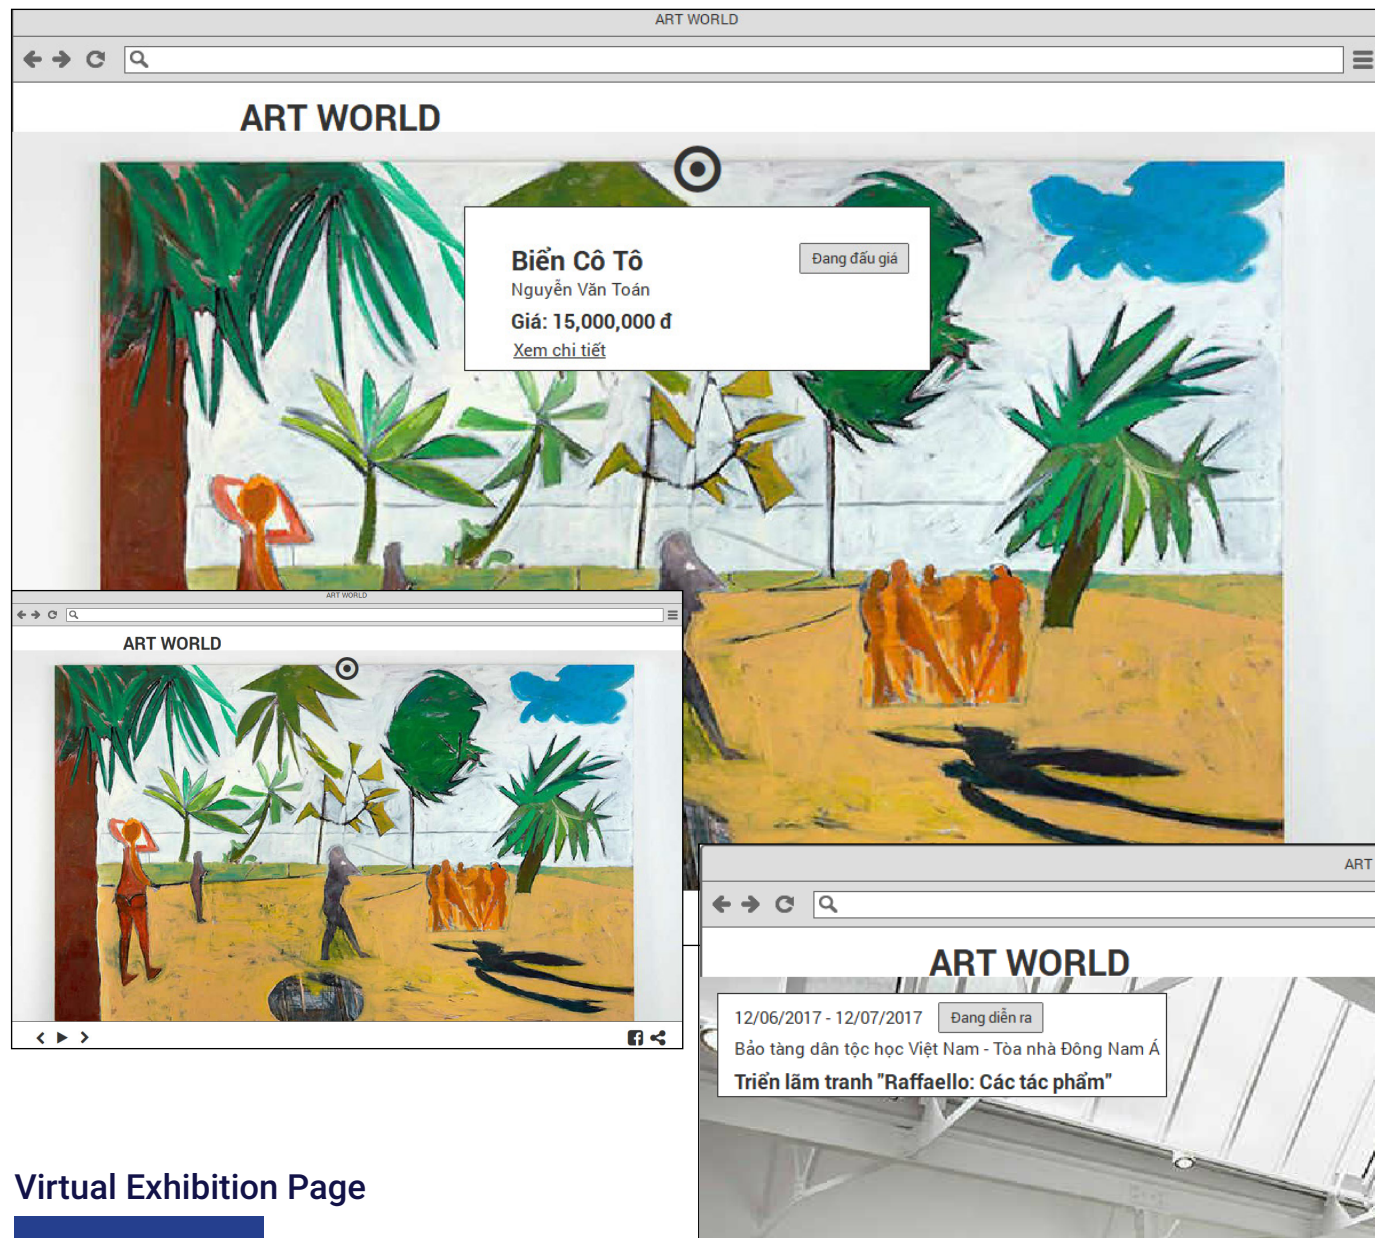 ART WORLD
ART WORLD
Biển Cô Tô
Đang đấu giá
Nguyễn Văn Toán
Giá: 15,000,000 đ
Xem chi tiết
ART WORLD
ART WORLD
ART
ART WORLD
12/06/2017 - 12/07/2017
Đang diễn ra
Bảo tàng dân tộc học Việt Nam - Tòa nhà Đông Nam Á
Triển lãm tranh "Raffaello: Các tác phẩm"
Virtual Exhibition Page